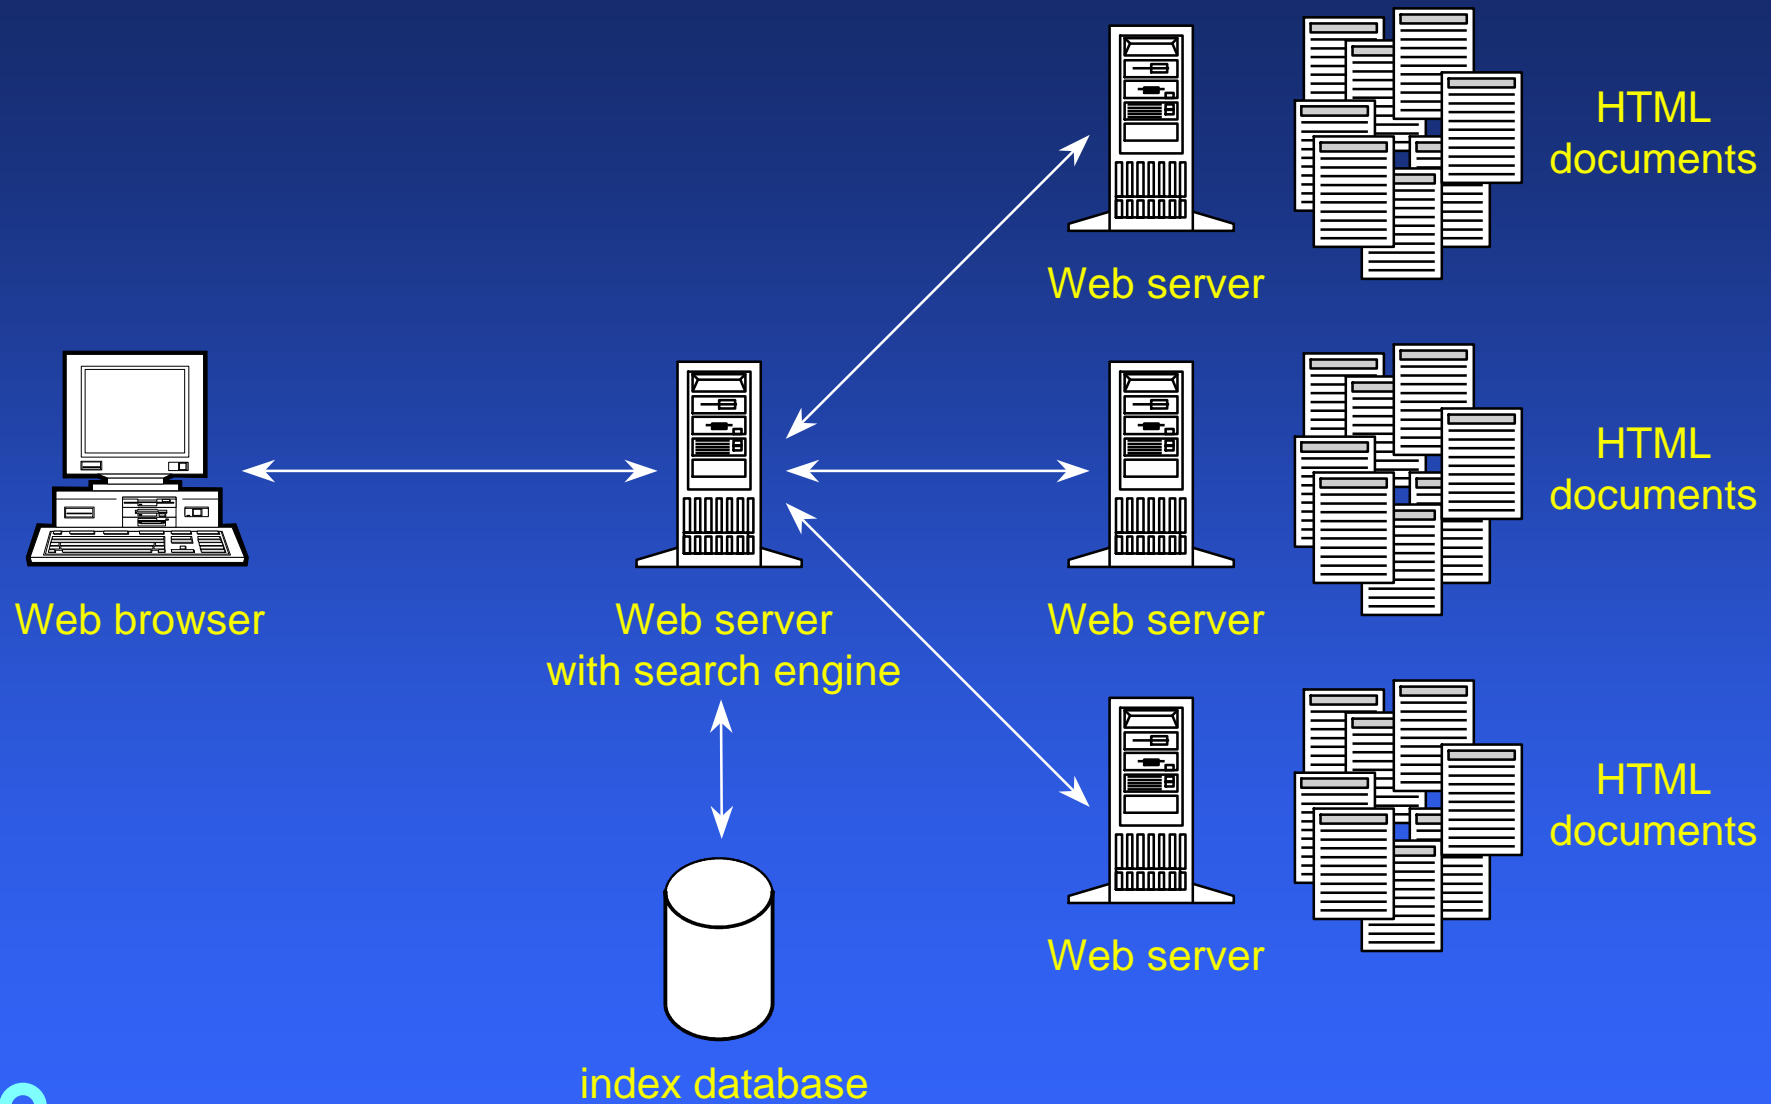 HTML
documents
Web server
HTML
documents
Web browser
Web server
with search engine
Web server
HTML
documents
Web server
index database